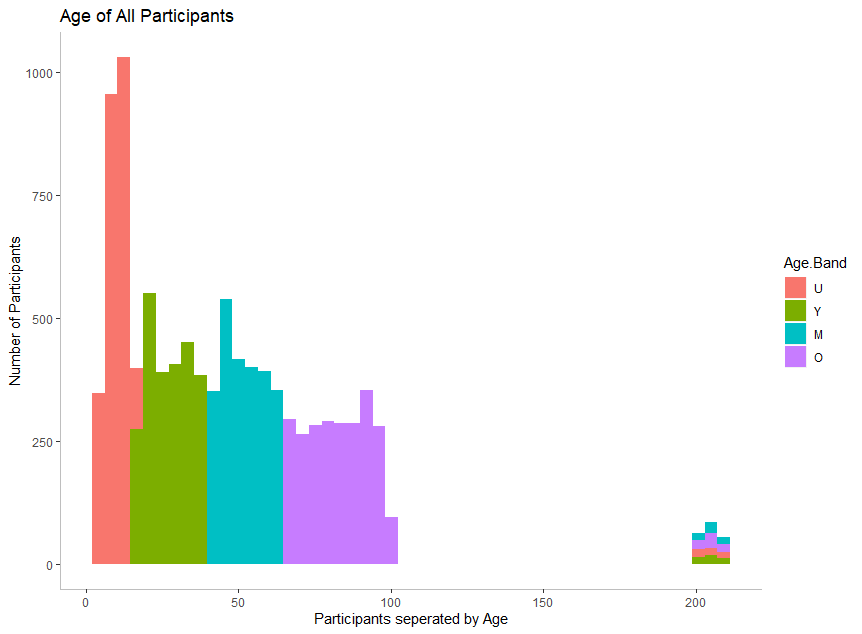 Age of All Participants
Number of Participants
1000
750
500
250
0
0
50
100
150
200
Participants seperated by Age
Age.Band
U
Y
M
O